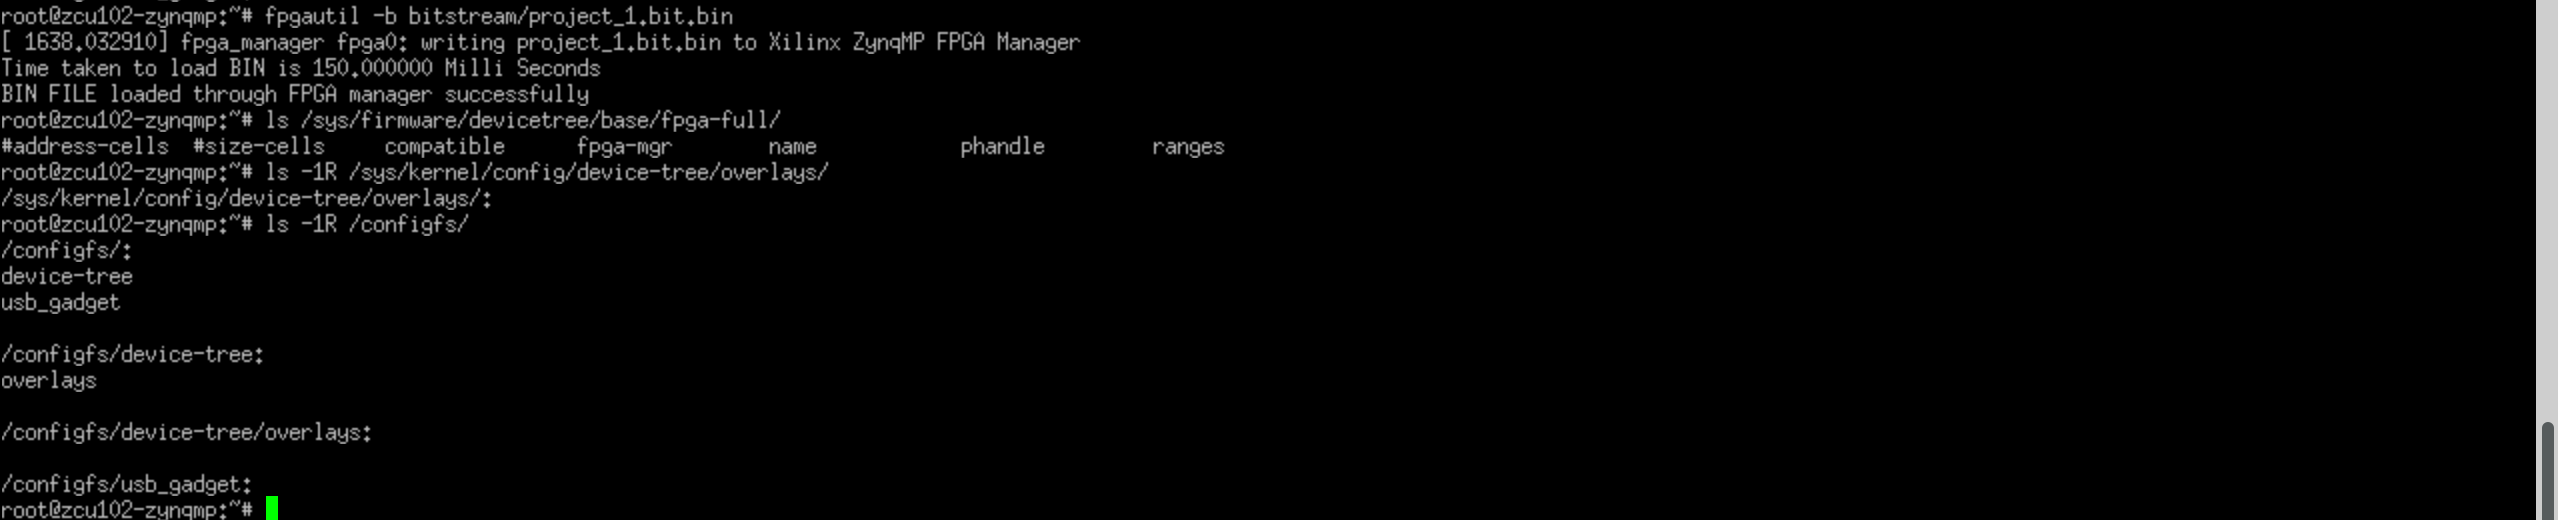 root@zcu102-zynqmp:~# fpgautil -b bitstream/project_1.bit.bin
[ 1638.032910] fpga_manager fpga0: writing project_1.bit.bin to Xilinx ZynqMP FPGA Manager
Time taken to load BIN is 150.000000 Milli Seconds
BIN FILE loaded through FPGA manager successfully
root@zcu102-zynqmp:~# ls /sys/firmware/devicetree/base/fpga-full/
#address-cells  #size-cells     compatible      fpga-mgr        name            phandle         ranges
root@zcu102-zynqmp:~# ls -1R /sys/kernel/config/device-tree/overlays/
/sys/kernel/config/device-tree/overlays/:
root@zcu102-zynqmp:~# ls -1R /configfs/
/configfs/:
device-tree
usb_gadget
/configfs/device-tree:
overlays
/configfs/device-tree/overlays:
/configfs/usb_gadget:
root@zcu102-zynqmp:~#